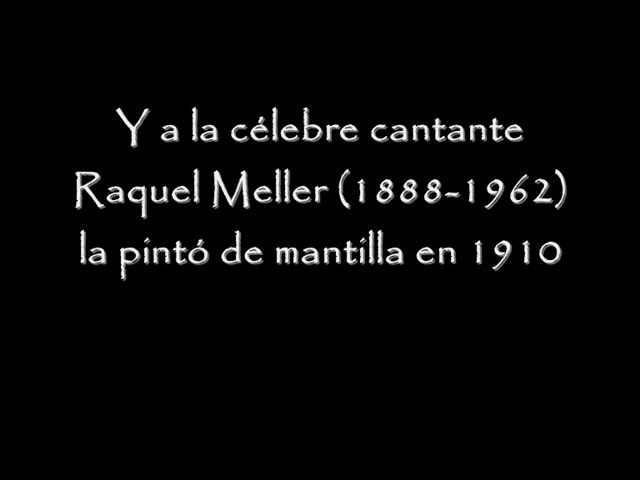 Y a la célebre cantante
Raquel Meller (1888-1962)
la pintó de mantilla en 1910